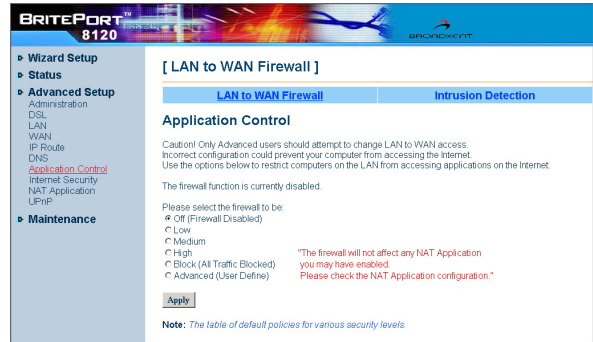 BRITEPORT™
8120
BROADXENT
Wizard Setup
Status
Advanced Setup
Administration
DSL
LAN
WAN
IP Route
DNS
Application Control
Internet Security
NAT Application
UPnP
Maintenance
[ LAN to WAN Firewall ]
LAN to WAN Firewall
Intrusion Detection
Application Control
Caution! Only Advanced users should attempt to change LAN to WAN access.
Incorrect configuration could prevent your computer from accessing the Internet.
Use the options below to restrict computers on the LAN from accessing applications on the Internet.
The firewall function is currently disabled.
Please select the firewall to be:
Off (Firewall Disabled)
Low
Medium
High
"The firewall will not affect any NAT Application
Block (All Traffic Blocked)
you may have enabled.
Advanced (User Define)
Please check the NAT Application configuration."
Apply
Note: The table of default policies for various security levels.